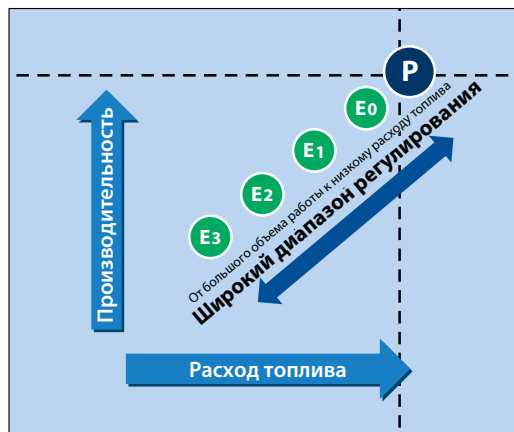 P
E0
E1
E2
E3
Производительность
От большого объема работы к низкому расходу топлива
Широкий диапазон регулирования
Расход топлива